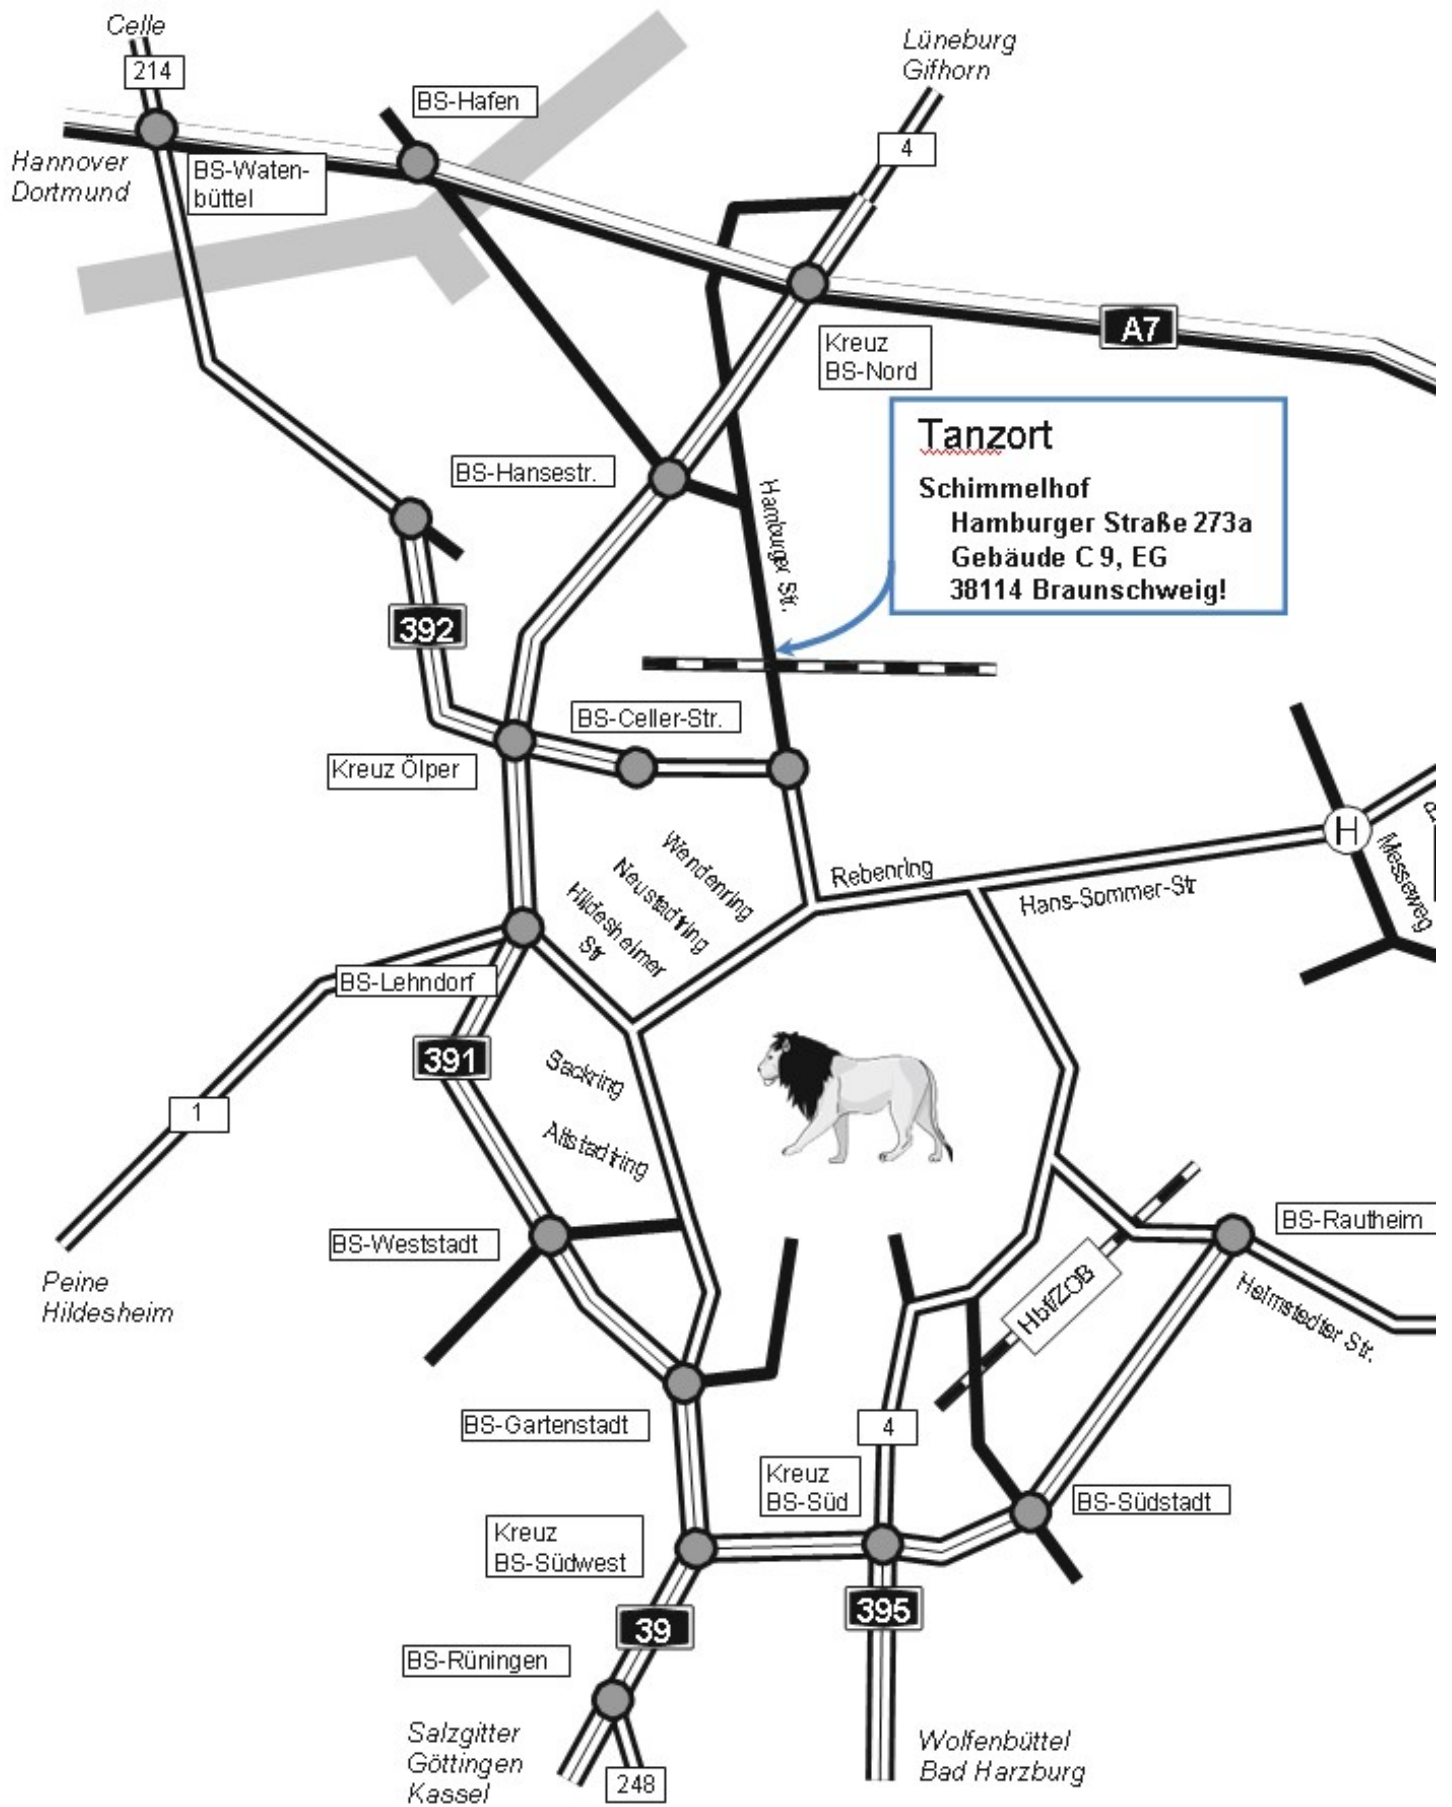 Celle
214
BS-Hafen
Lüneburg
Gifhorn
4
Hannover
Dortmund
BS-Waten-
büttel
A7
Kreuz
BS-Nord
Tanzort
Schimmelhof
Hamburger Straße 273a
Gebäude C 9, EG
38114 Braunschweig!
BS-Hansestr.
Hamburger Str.
392
BS-Celler-Str.
Kreuz Ölper
Wendenring
Neustadtring
Hildesheimer
Str
Rebenring
Hans-Sommer-Str
H
Messeweg
BS-Lehndorf
391
Sackring
Altstadtring
1
BS-Weststadt
Peine
Hildesheim
BS-Rautheim
Hbf/ZOB
Helmstedter Str.
BS-Gartenstadt
4
Kreuz
BS-Süd
BS-Südstadt
Kreuz
BS-Südwest
39
395
BS-Rüningen
Salzgitter
Göttingen
Kassel
248
Wolfenbüttel
Bad Harzburg